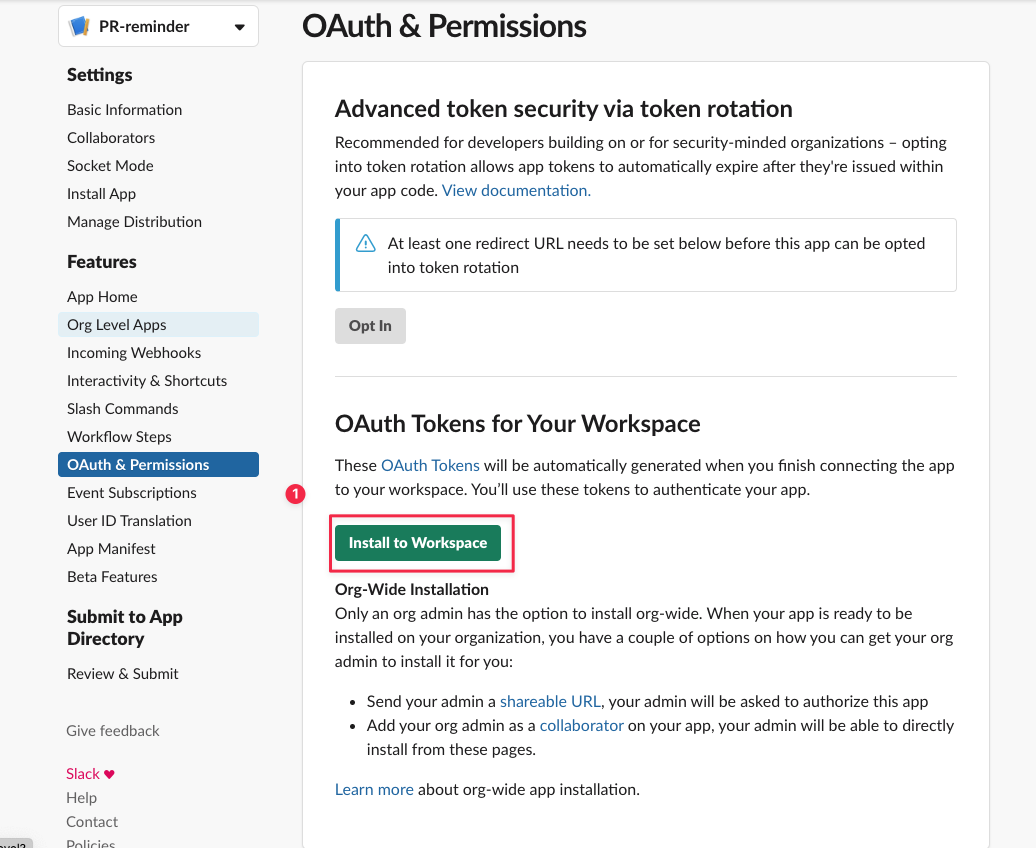 PR-reminder
Settings
Basic Information
Collaborators
Socket Mode
Install App
Manage Distribution
Features
App Home
Org Level Apps
Incoming Webhooks
Interactivity & Shortcuts
Slash Commands
Workflow Steps
OAuth & Permissions
Event Subscriptions
User ID Translation
App Manifest
Beta Features
Submit to App
Directory
Review & Submit
Give feedback
Slack ♥
Help
Contact
Policies
OAuth & Permissions
Advanced token security via token rotation
Recommended for developers building on or for security-minded organizations – opting
into token rotation allows app tokens to automatically expire after they're issued within
your app code. View documentation.
At least one redirect URL needs to be set below before this app can be opted
into token rotation
Opt In
OAuth Tokens for Your Workspace
These OAuth Tokens will be automatically generated when you finish connecting the app
to your workspace. You’ll use these tokens to authenticate your app.
1
Install to Workspace
Org-Wide Installation
Only an org admin has the option to install org-wide. When your app is ready to be
installed on your organization, you have a couple of options on how you can get your org
admin to install it for you:
• Send your admin a shareable URL, your admin will be asked to authorize this app
• Add your org admin as a collaborator on your app, your admin will be able to directly
install from these pages.
Learn more about org-wide app installation.